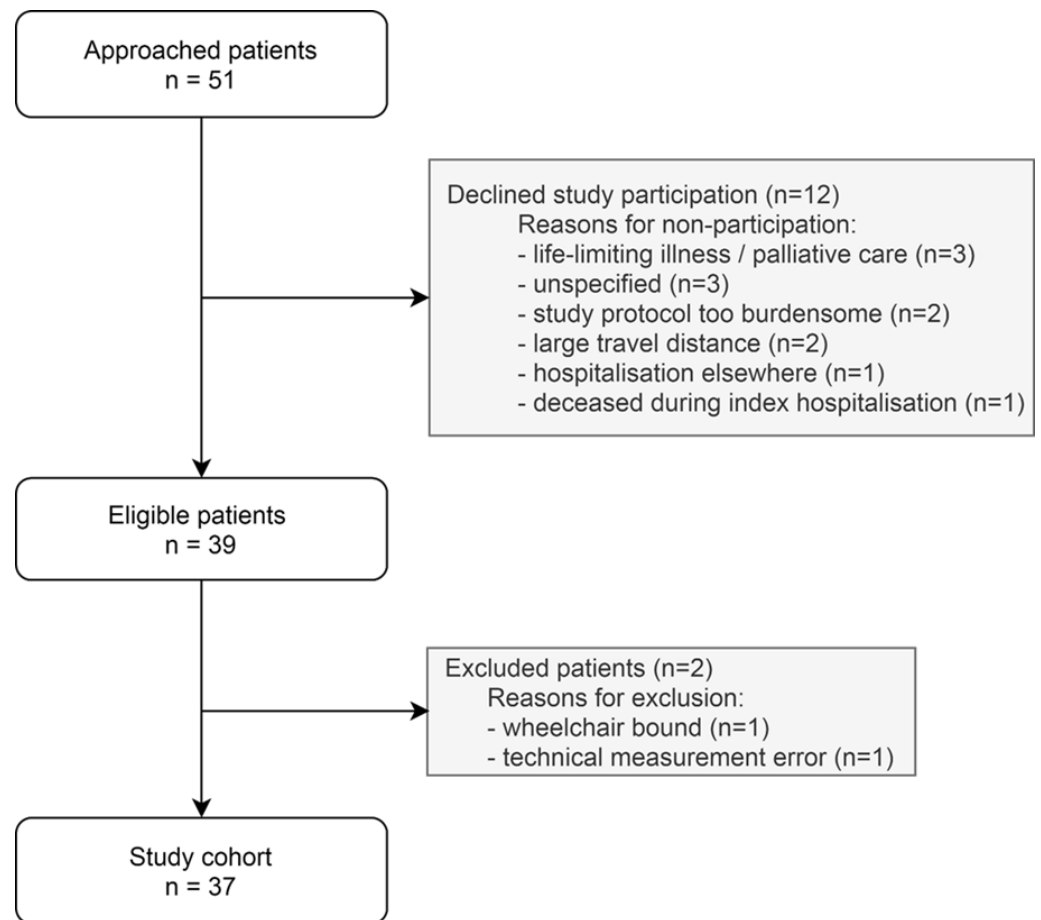 Approached patients
n = 51
Declined study participation (n=12)
Reasons for non-participation:
- life-limiting illness / palliative care (n=3)
- unspecified (n=3)
- study protocol too burdensome (n=2)
- large travel distance (n=2)
- hospitalisation elsewhere (n=1)
- deceased during index hospitalisation (n=1)
Eligible patients
n = 39
Excluded patients (n=2)
Reasons for exclusion:
- wheelchair bound (n=1)
- technical measurement error (n=1)
Study cohort
n = 37